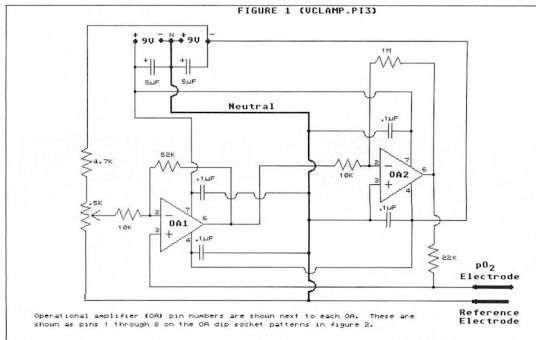 FIGURE 1 (VCLAMP.PI3)
+ 9V - N + 9V -
+ 5µF
+ 5µF
1M
Neutral
.1µF
4.7K
52K
.1µF
10K
2 - 7
OA2 6
3 + 4
.5K
10K
2 - 7
OA1 6
3 + 4
.1µF
.1µF
22K
pO2
Electrode
Reference
Electrode
Operational amplifier (OA) pin numbers are shown next to each OA. These are
shown as pins 1 through 8 on the OA dip socket patterns in figure 2.